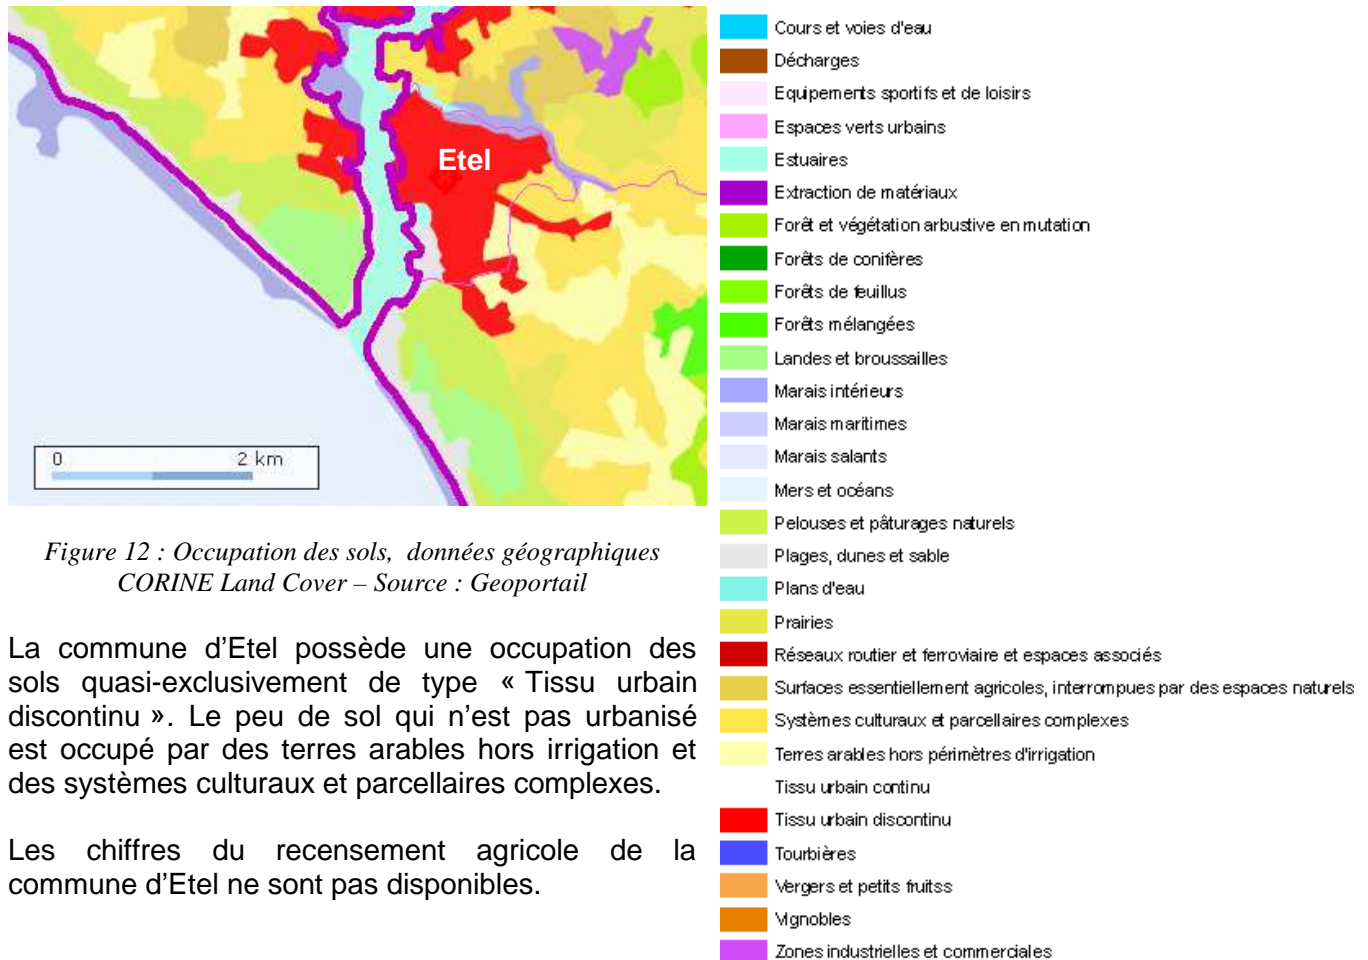 Etel
0 2 km
Figure 12 : Occupation des sols, données géographiques
CORINE Land Cover – Source : Geoportail
La commune d'Etel possède une occupation des
sols quasi-exclusivement de type « Tissu urbain
discontinu ». Le peu de sol qui n'est pas urbanisé
est occupé par des terres arables hors irrigation et
des systèmes culturaux et parcellaires complexes.
Les chiffres du recensement agricole de la
commune d'Etel ne sont pas disponibles.
Cours et voies d'eau
Décharges
Equipements sportifs et de loisirs
Espaces verts urbains
Estuaires
Extraction de matériaux
Forêt et végétation arbustive en mutation
Forêts de conifères
Forêts de feuillus
Forêts mélangées
Landes et broussailles
Marais intérieurs
Marais maritimes
Marais salants
Mers et océans
Pelouses et pâturages naturels
Plages, dunes et sable
Plans d'eau
Prairies
Réseaux routier et ferroviaire et espaces associés
Surfaces essentiellement agricoles, interrompues par des espaces naturels
Systèmes culturaux et parcellaires complexes
Terres arables hors périmètres d'irrigation
Tissu urbain continu
Tissu urbain discontinu
Tourbières
Vergers et petits fruitss
Vignobles
Zones industrielles et commerciales